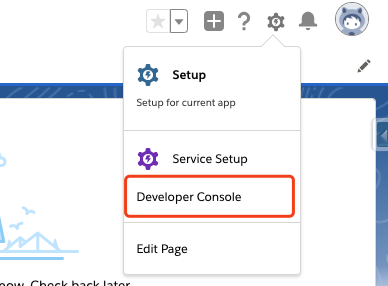 Setup
Setup for current app
Service Setup
Developer Console
Edit Page
now. Check back later